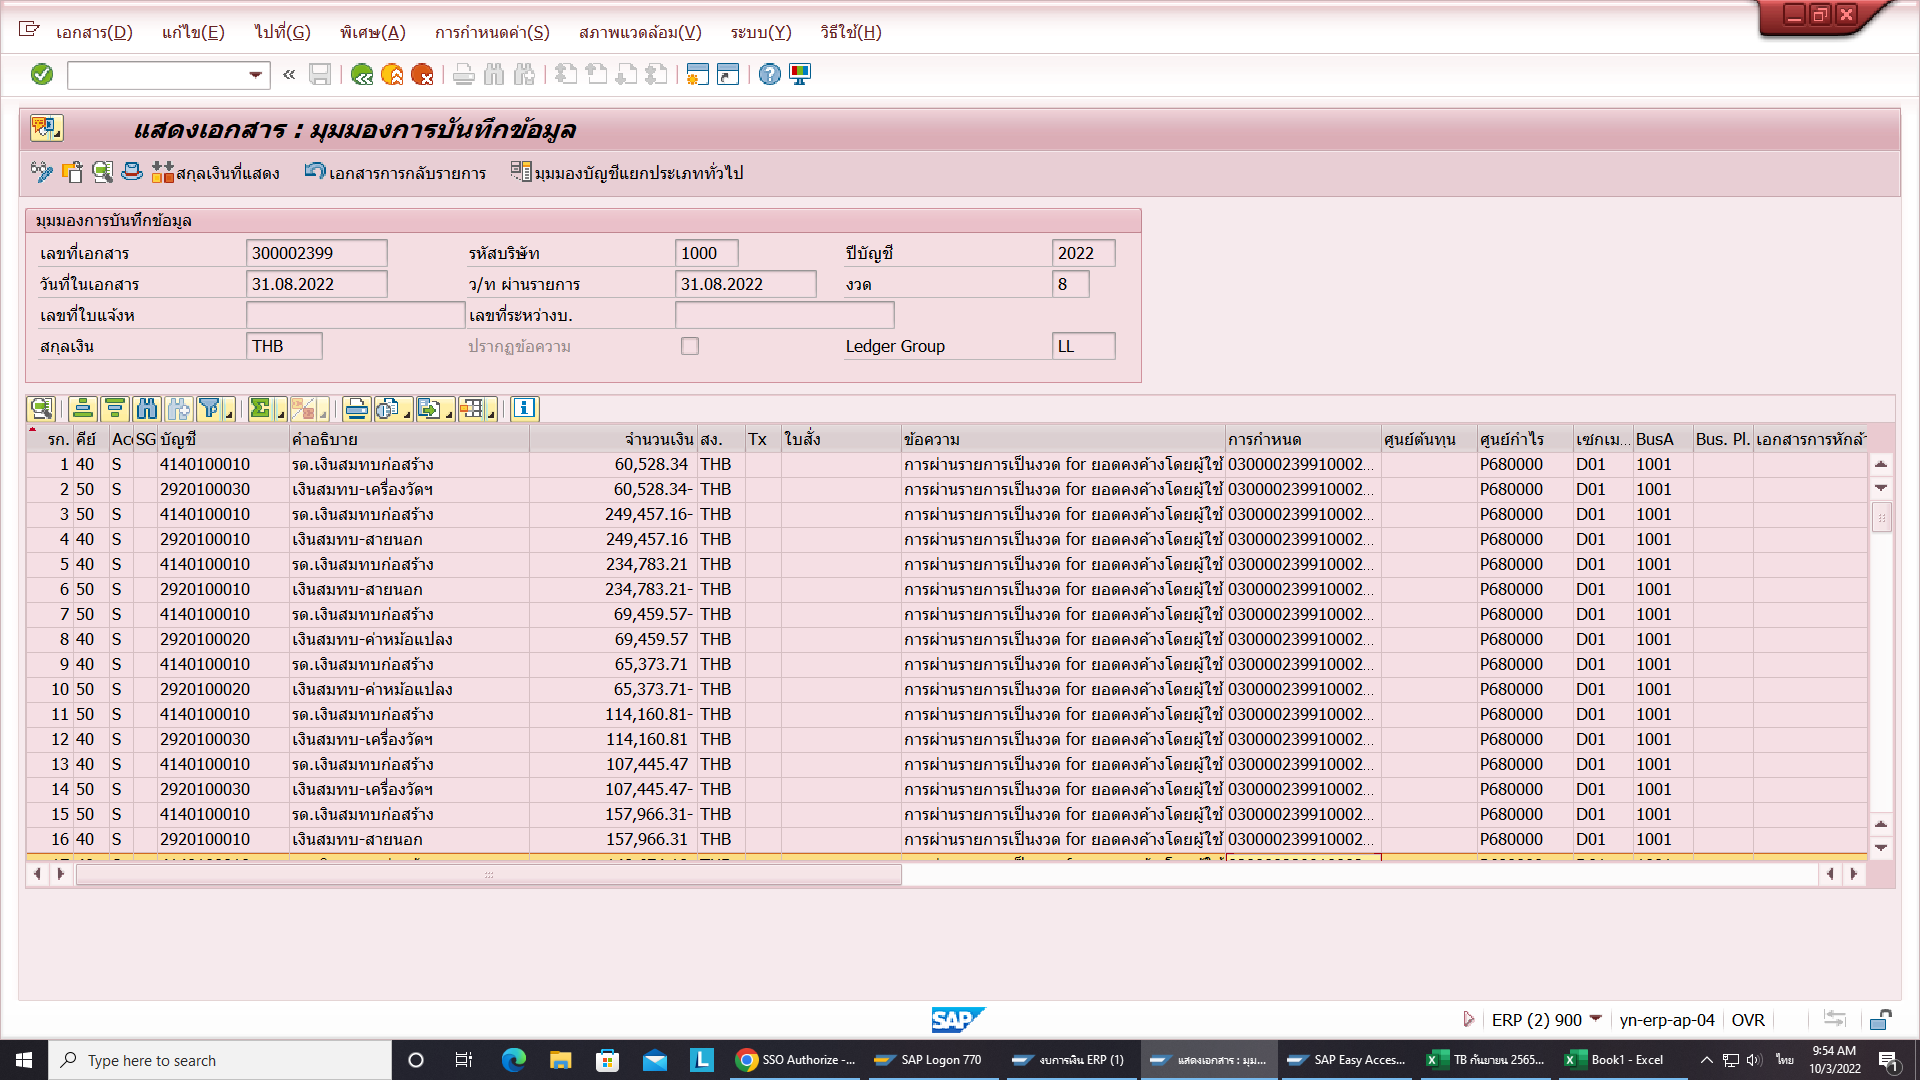 เอกสาร(D) แก้ไข(E) ไปที่(G) พิเศษ(A) การกำหนดค่า(S) สภาพแวดล้อม(V) ระบบ(Y) วิธีใช้(H)
แสดงเอกสาร : มุมมองการบันทึกข้อมูล
สกุลเงินที่แสดง เอกสารการกลับรายการ มุมมองบัญชีแยกประเภททั่วไป
มุมมองการบันทึกข้อมูล
เลขที่เอกสาร 300002399 รหัสบริษัท 1000 ปีบัญชี 2022
วันที่ในเอกสาร 31.08.2022 ว/ท ผ่านรายการ 31.08.2022 งวด 8
เลขที่ใบแจ้งห เลขที่ระหว่างบ.
สกุลเงิน THB ปรากฏข้อความ Ledger Group LL
รก. คีย์ Acc SG บัญชี คำอธิบาย จำนวนเงิน สง. Tx ใบสั่ง ข้อความ การกำหนด ศูนย์ต้นทุน ศูนย์กำไร เซ็กเม... BusA Bus. Pl. เอกสารการหักล้า
1 40 S 4140100010 รด.เงินสมทบก่อสร้าง 60,528.34 THB การผ่านรายการเป็นงวด for ยอดคงค้างโดยผู้ใช้ 030000239910002... P680000 D01 1001
2 50 S 2920100030 เงินสมทบ-เครื่องวัดฯ 60,528.34- THB การผ่านรายการเป็นงวด for ยอดคงค้างโดยผู้ใช้ 030000239910002... P680000 D01 1001
3 50 S 4140100010 รด.เงินสมทบก่อสร้าง 249,457.16- THB การผ่านรายการเป็นงวด for ยอดคงค้างโดยผู้ใช้ 030000239910002... P680000 D01 1001
4 40 S 2920100010 เงินสมทบ-สายนอก 249,457.16 THB การผ่านรายการเป็นงวด for ยอดคงค้างโดยผู้ใช้ 030000239910002... P680000 D01 1001
5 40 S 4140100010 รด.เงินสมทบก่อสร้าง 234,783.21 THB การผ่านรายการเป็นงวด for ยอดคงค้างโดยผู้ใช้ 030000239910002... P680000 D01 1001
6 50 S 2920100010 เงินสมทบ-สายนอก 234,783.21- THB การผ่านรายการเป็นงวด for ยอดคงค้างโดยผู้ใช้ 030000239910002... P680000 D01 1001
7 50 S 4140100010 รด.เงินสมทบก่อสร้าง 69,459.57- THB การผ่านรายการเป็นงวด for ยอดคงค้างโดยผู้ใช้ 030000239910002... P680000 D01 1001
8 40 S 2920100020 เงินสมทบ-ค่าหม้อแปลง 69,459.57 THB การผ่านรายการเป็นงวด for ยอดคงค้างโดยผู้ใช้ 030000239910002... P680000 D01 1001
9 40 S 4140100010 รด.เงินสมทบก่อสร้าง 65,373.71 THB การผ่านรายการเป็นงวด for ยอดคงค้างโดยผู้ใช้ 030000239910002... P680000 D01 1001
10 50 S 2920100020 เงินสมทบ-ค่าหม้อแปลง 65,373.71- THB การผ่านรายการเป็นงวด for ยอดคงค้างโดยผู้ใช้ 030000239910002... P680000 D01 1001
11 50 S 4140100010 รด.เงินสมทบก่อสร้าง 114,160.81- THB การผ่านรายการเป็นงวด for ยอดคงค้างโดยผู้ใช้ 030000239910002... P680000 D01 1001
12 40 S 2920100030 เงินสมทบ-เครื่องวัดฯ 114,160.81 THB การผ่านรายการเป็นงวด for ยอดคงค้างโดยผู้ใช้ 030000239910002... P680000 D01 1001
13 40 S 4140100010 รด.เงินสมทบก่อสร้าง 107,445.47 THB การผ่านรายการเป็นงวด for ยอดคงค้างโดยผู้ใช้ 030000239910002... P680000 D01 1001
14 50 S 2920100030 เงินสมทบ-เครื่องวัดฯ 107,445.47- THB การผ่านรายการเป็นงวด for ยอดคงค้างโดยผู้ใช้ 030000239910002... P680000 D01 1001
15 50 S 4140100010 รด.เงินสมทบก่อสร้าง 157,966.31- THB การผ่านรายการเป็นงวด for ยอดคงค้างโดยผู้ใช้ 030000239910002... P680000 D01 1001
16 40 S 2920100010 เงินสมทบ-สายนอก 157,966.31 THB การผ่านรายการเป็นงวด for ยอดคงค้างโดยผู้ใช้ 030000239910002... P680000 D01 1001
SAP ERP (2) 900 yn-erp-ap-04 OVR
Type here to search L SSO Authorize -... SAP Logon 770 งบการเงิน ERP (1) แสดงเอกสาร : มุม... SAP Easy Acces... TB กันยายน 2565... Book1 - Excel ไทย 9:54 AM
10/3/2022 1